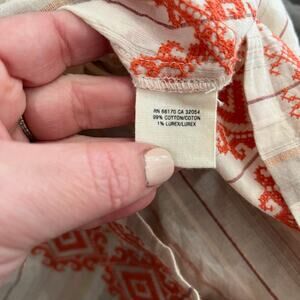 RN 66170 CA 32054
99% COTTON/COTON
1% LUREX/LUREX